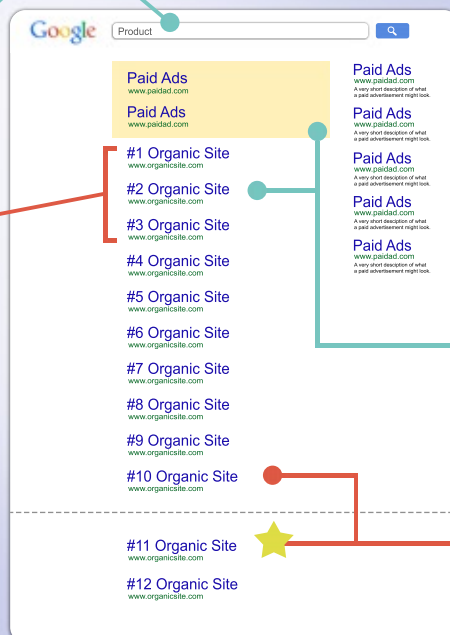 Google
Product
Paid Ads
www.paidad.com
Paid Ads
www.paidad.com
#1 Organic Site
www.organicsite.com
#2 Organic Site
www.organicsite.com
#3 Organic Site
www.organicsite.com
#4 Organic Site
www.organicsite.com
#5 Organic Site
www.organicsite.com
#6 Organic Site
www.organicsite.com
#7 Organic Site
www.organicsite.com
#8 Organic Site
www.organicsite.com
#9 Organic Site
www.organicsite.com
#10 Organic Site
www.organicsite.com
#11 Organic Site
www.organicsite.com
#12 Organic Site
www.organicsite.com
Paid Ads
www.paidad.com
A very short desciption of what
a paid advertisement might look.
Paid Ads
www.paidad.com
A very short desciption of what
a paid advertisement might look.
Paid Ads
www.paidad.com
A very short desciption of what
a paid advertisement might look.
Paid Ads
www.paidad.com
A very short desciption of what
a paid advertisement might look.
Paid Ads
www.paidad.com
A very short desciption of what
a paid advertisement might look.